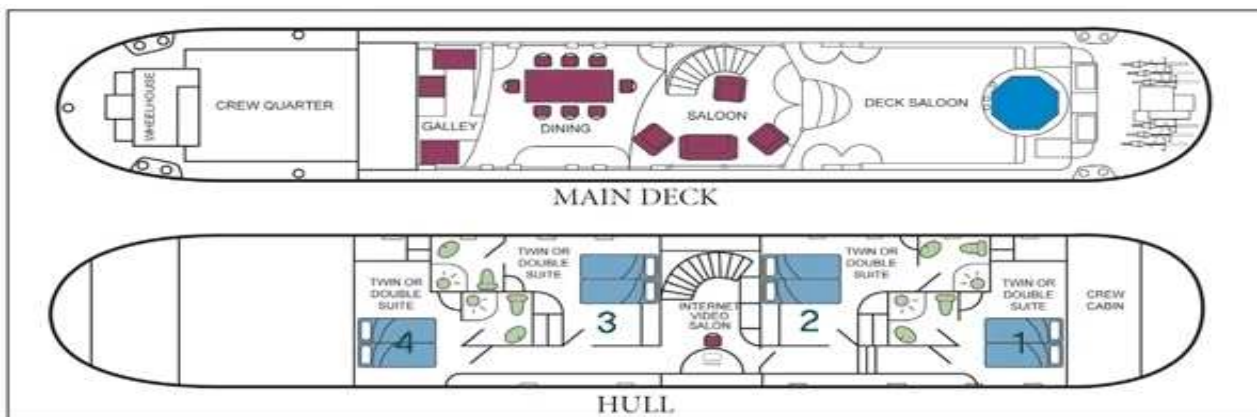 WHEELHOUSE
CREW QUARTER
GALLEY
DINING
SALOON
DECK SALOON
MAIN DECK
TWIN OR
DOUBLE
SUITE
4
TWIN OR
DOUBLE
SUITE
3
INTERNET
VIDEO
SALON
TWIN OR
DOUBLE
SUITE
2
TWIN OR
DOUBLE
SUITE
1
CREW
CABIN
HULL